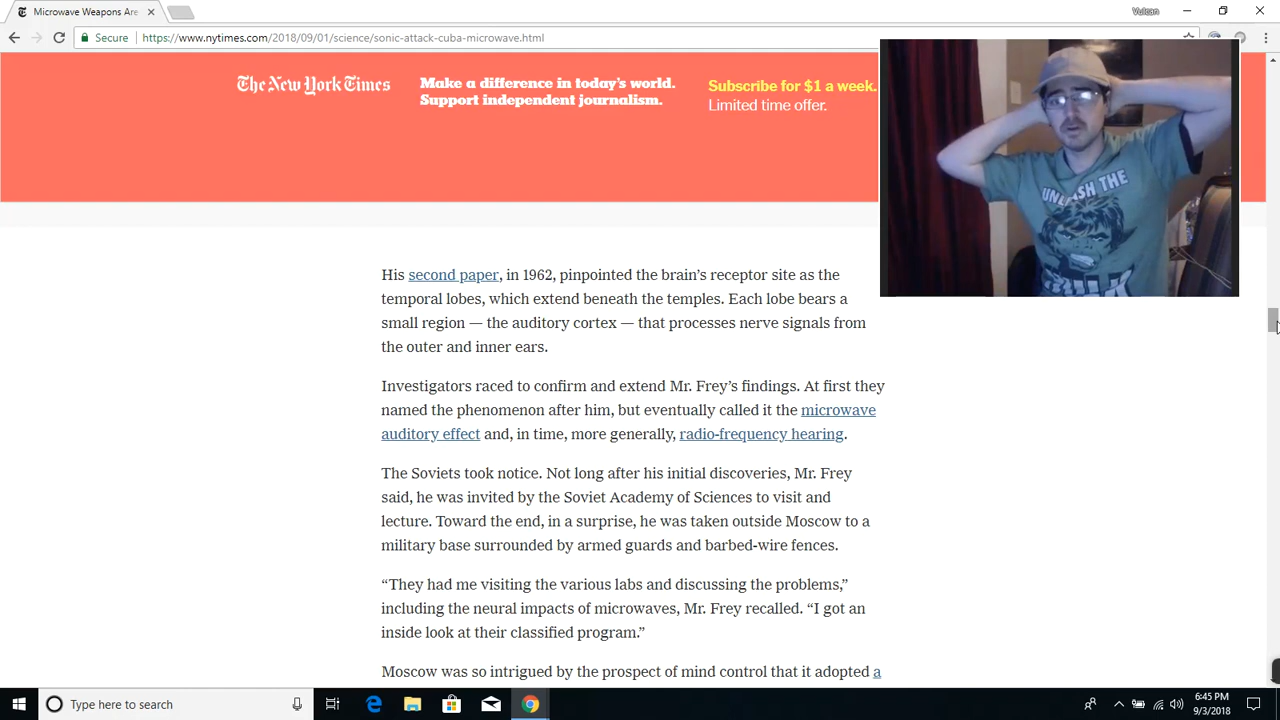 Microwave Weapons Are
Vulcan
Secure
https://www.nytimes.com/2018/09/01/science/sonic-attack-cuba-microwave.html
The New York Times
Make a difference in today's world.
Support independent journalism.
Subscribe for $1 a week.
Limited time offer.
UNLEASH THE
His second paper, in 1962, pinpointed the brain's receptor site as the
temporal lobes, which extend beneath the temples. Each lobe bears a
small region — the auditory cortex — that processes nerve signals from
the outer and inner ears.
Investigators raced to confirm and extend Mr. Frey's findings. At first they
named the phenomenon after him, but eventually called it the microwave
auditory effect and, in time, more generally, radio-frequency hearing.
The Soviets took notice. Not long after his initial discoveries, Mr. Frey
said, he was invited by the Soviet Academy of Sciences to visit and
lecture. Toward the end, in a surprise, he was taken outside Moscow to a
military base surrounded by armed guards and barbed-wire fences.
“They had me visiting the various labs and discussing the problems,”
including the neural impacts of microwaves, Mr. Frey recalled. “I got an
inside look at their classified program.”
Moscow was so intrigued by the prospect of mind control that it adopted a
Type here to search
6:45 PM
9/3/2018